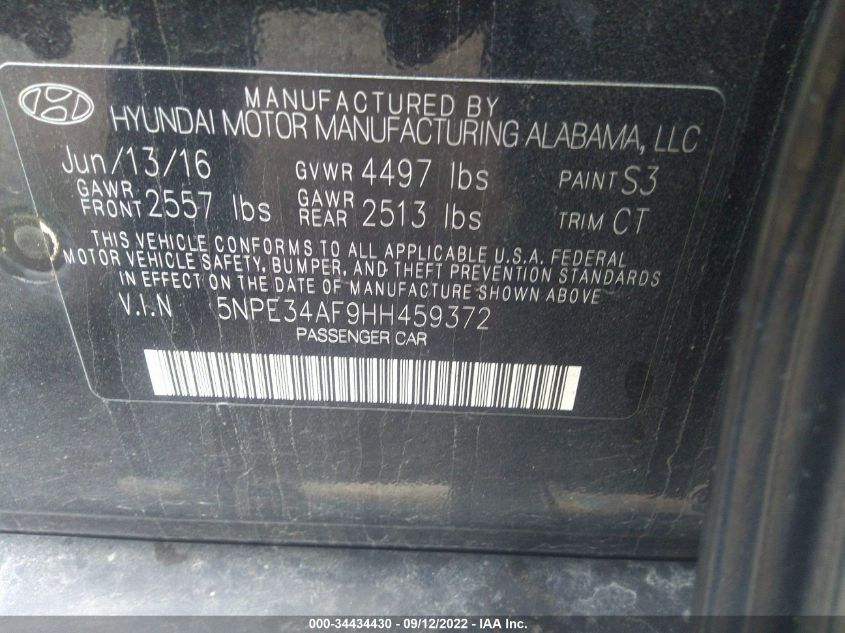 MANUFACTURED BY
HYUNDAI MOTOR MANUFACTURING ALABAMA, LLC
Jun/13/16 GVWR 4497 lbs PAINT S3
GAWR FRONT 2557 lbs GAWR REAR 2513 lbs TRIM CT
THIS VEHICLE CONFORMS TO ALL APPLICABLE U.S.A. FEDERAL
MOTOR VEHICLE SAFETY, BUMPER, AND THEFT PREVENTION STANDARDS
IN EFFECT ON THE DATE OF MANUFACTURE SHOWN ABOVE
V.I.N 5NPE34AF9HH459372
PASSENGER CAR
000-34434430 - 09/12/2022 - IAA Inc.